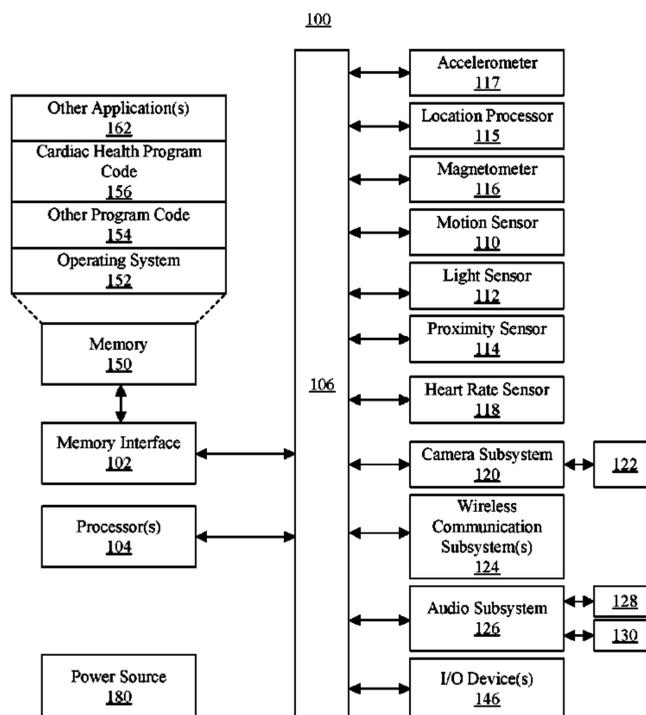 100
Other Application(s)
162
Cardiac Health Program
Code
156
Other Program Code
154
Operating System
152
Memory
150
Memory Interface
102
Processor(s)
104
Power Source
180
106
Accelerometer
117
Location Processor
115
Magnetometer
116
Motion Sensor
110
Light Sensor
112
Proximity Sensor
114
Heart Rate Sensor
118
Camera Subsystem
120
122
Wireless
Communication
Subsystem(s)
124
Audio Subsystem
126
128
130
I/O Device(s)
146